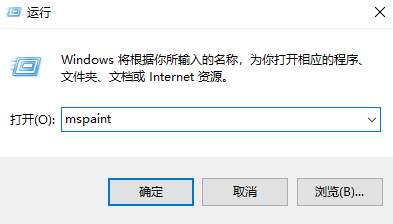 运行
Windows 将根据你所输入的名称，为你打开相应的程序、
文件夹、文档或 Internet 资源。
打开(O): mspaint
确定 取消 浏览(B)...